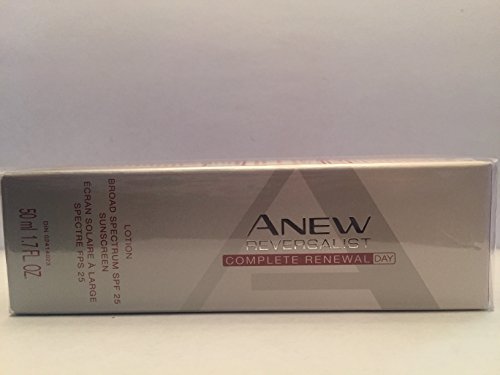 ANEW
REVERSALIST
COMPLETE RENEWAL DAY
LOTION
BROAD SPECTRUM SPF 25
SUNSCREEN
ÉCRAN SOLAIRE À LARGE
SPECTRE FPS 25
50 ml 1.7 FL OZ.